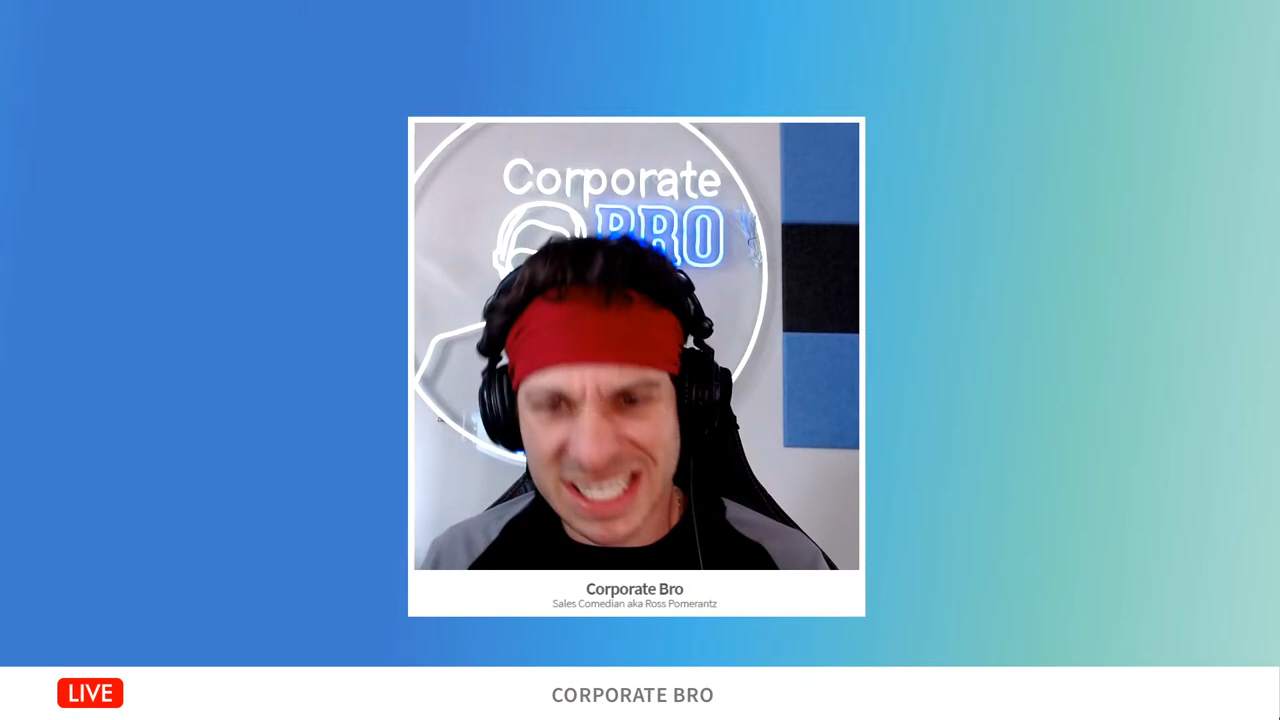 Corporate
BRO
Corporate Bro
Sales Comedian aka Ross Pomerantz
LIVE
CORPORATE BRO